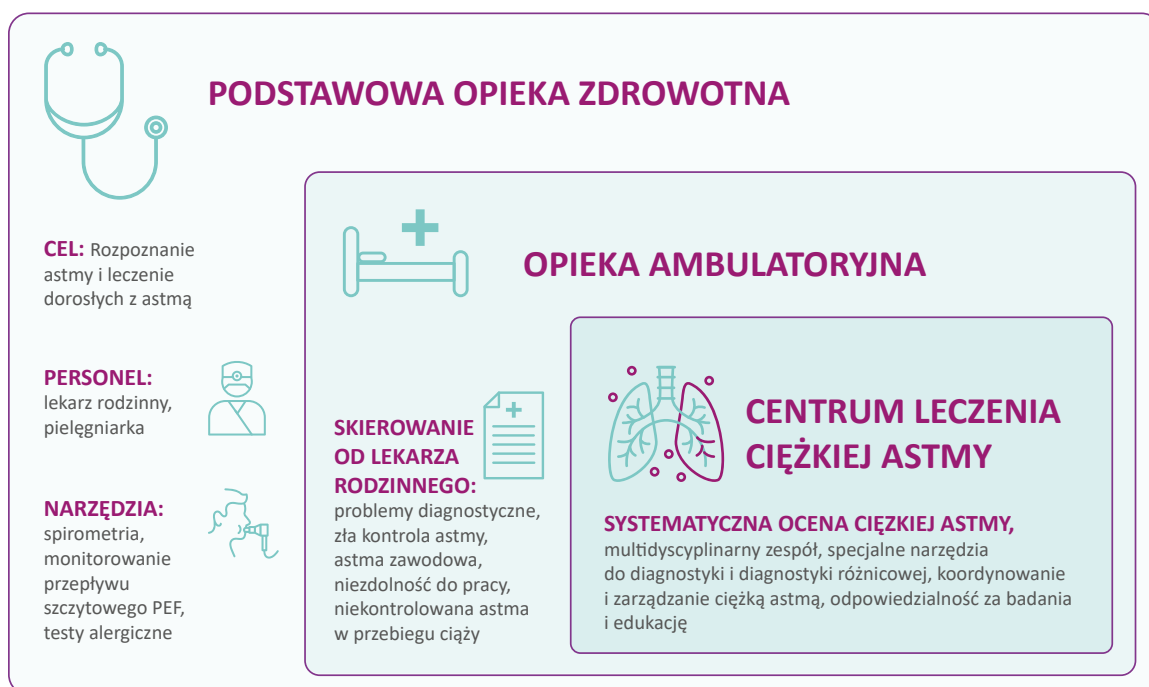 PODSTAWOWA OPIEKA ZDROWOTNA
CEL: Rozpoznanie
astmy i leczenie
dorosłych z astmą
PERSONEL:
lekarz rodzinny,
pielęgniarka
NARZĘDZIA:
spirometria,
monitorowanie
przepływu
szczytowego PEF,
testy alergiczne
OPIEKA AMBULATORYJNA
SKIEROWANIE
OD LEKARZA
RODZINNEGO:
problemy diagnostyczne,
zła kontrola astmy,
astma zawodowa,
niezdolność do pracy,
niekontrolowana astma
w przebiegu ciąży
CENTRUM LECZENIA
CIĘŻKIEJ ASTMY
SYSTEMATYCZNA OCENA CIĘZKIEJ ASTMY,
multidyscyplinarny zespół, specjalne narzędzia
do diagnostyki i diagnostyki różnicowej, koordynowanie
i zarządzanie ciężką astmą, odpowiedzialność za badania
i edukację